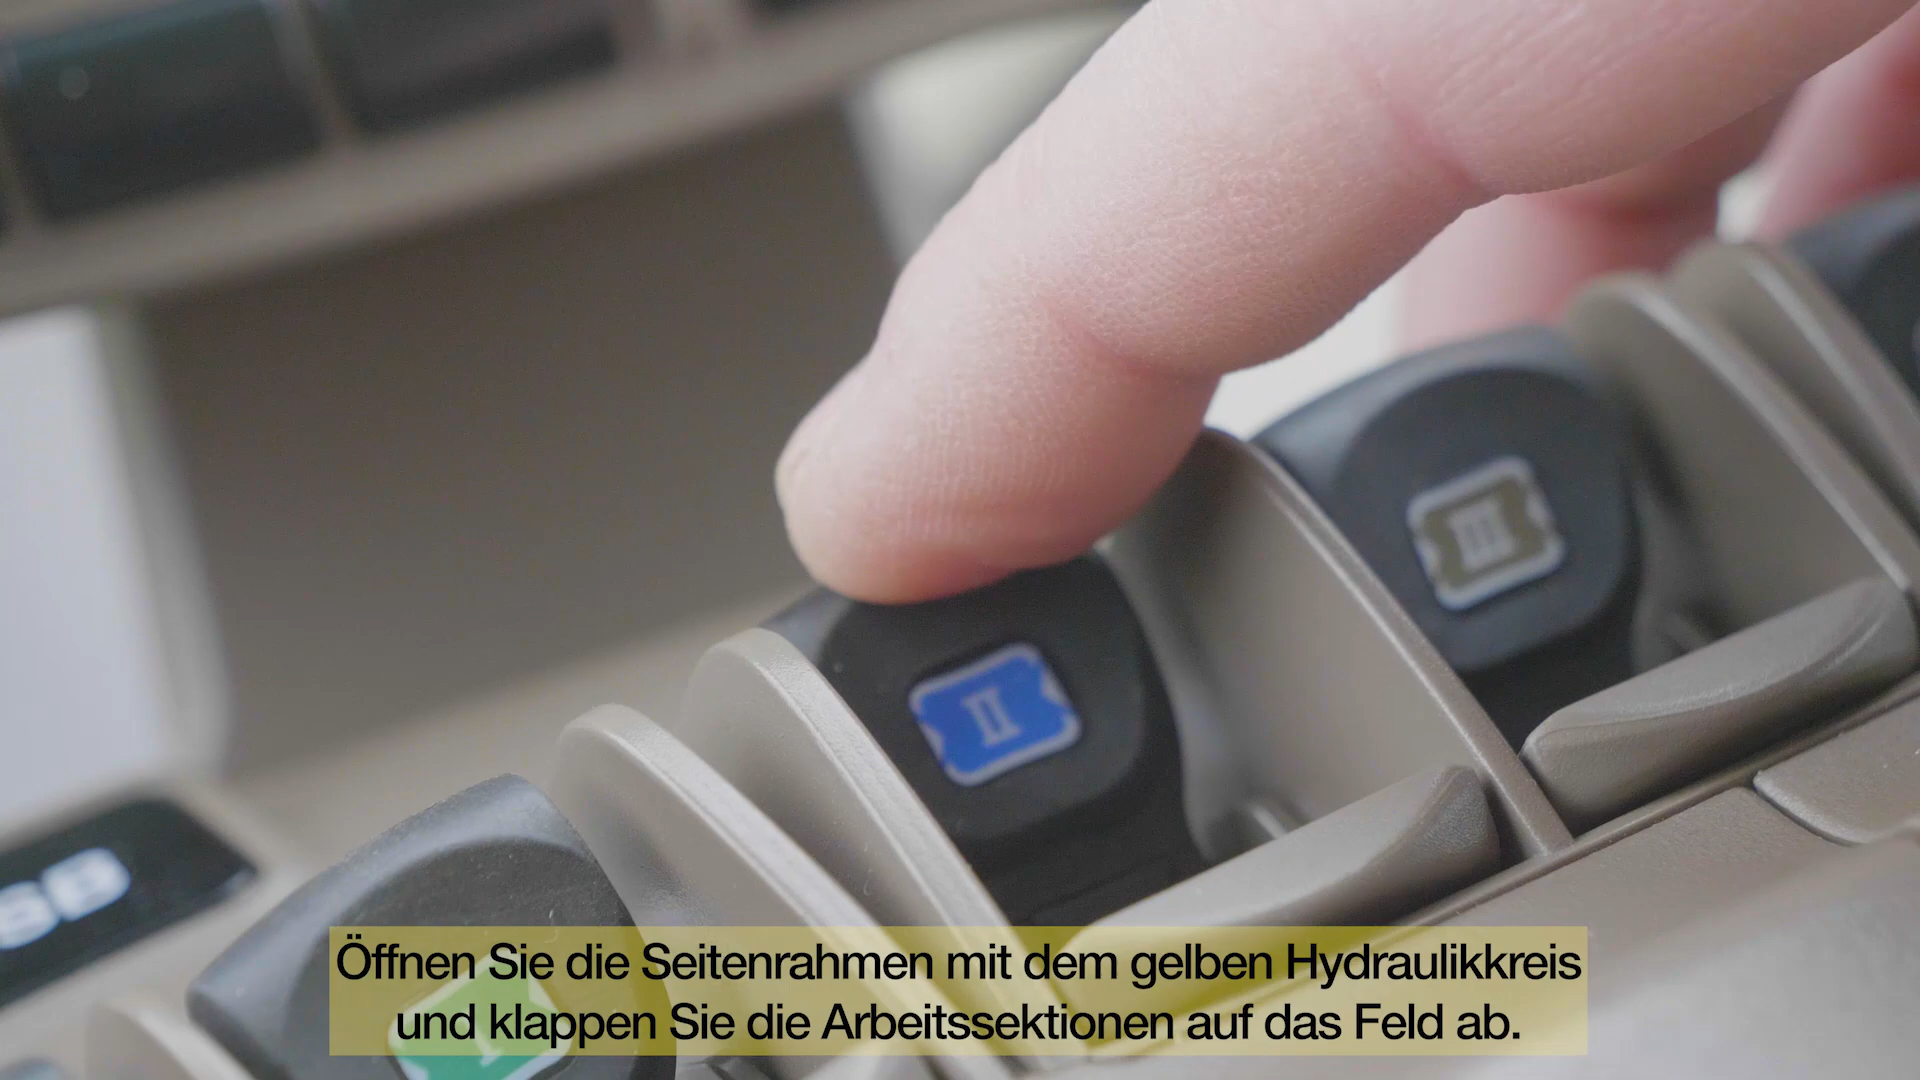 III
II
SB
I
Öffnen Sie die Seitenrahmen mit dem gelben Hydraulikkreis
und klappen Sie die Arbeitssektionen auf das Feld ab.